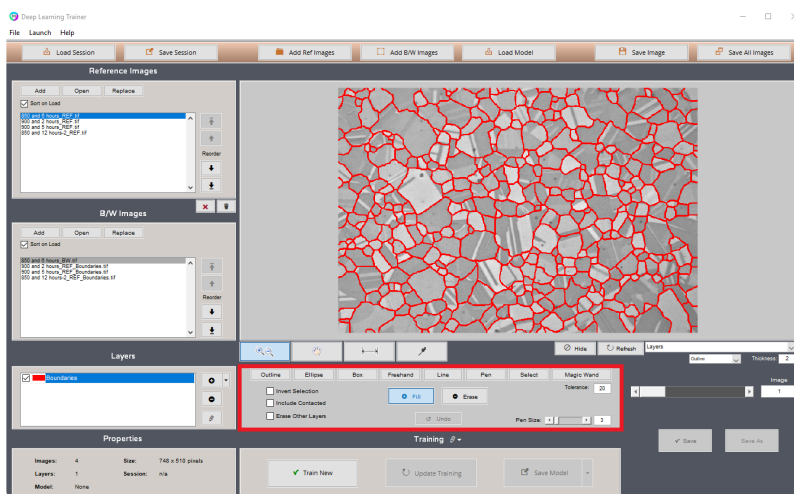 Deep Learning Trainer
File Launch Help
Load Session Save Session Add Ref Images Add B/W Images Load Model Save Image Save All Images
Reference Images
Add Open Replace
Sort on Load
850 and 6 hours_REF.tif
900 and 2 hours_REF.tif
900 and 5 hours_REF.tif
850 and 12 hours-2_REF.tif
Reorder
B/W Images
Add Open Replace
Sort on Load
850 and 6 hours_BW.tif
900 and 2 hours_REF_Boundaries.tif
900 and 5 hours_REF_Boundaries.tif
850 and 12 hours-2_REF_Boundaries.tif
Reorder
Layers
Boundaries
Hide Refresh Layers
Outline Thickness: 2
Outline Ellipse Box Freehand Line Pen Select Magic Wand
Invert Selection
Include Contacted
Erase Other Layers
Fill Erase
Undo
Tolerance: 20
Pen Size: 3
Image
1
Save Save As
Properties
Images: 4 Size: 748 x 510 pixels
Layers: 1 Session: n/a
Model: None
Training
Train New Update Training Save Model